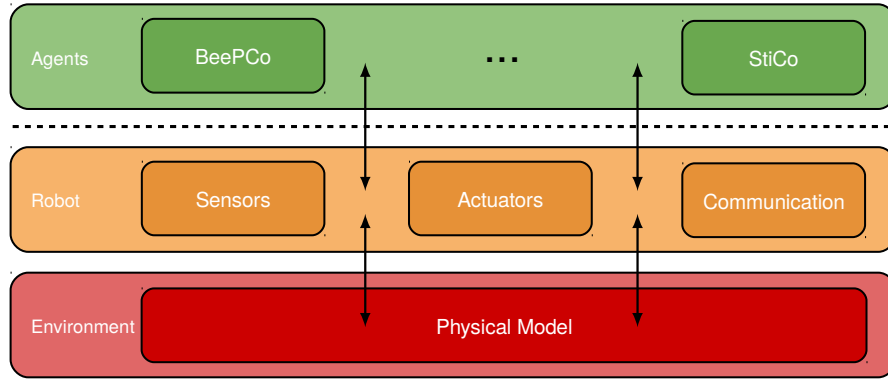 Agents
BeePCo
...
StiCo
Robot
Sensors
Actuators
Communication
Environment
Physical Model